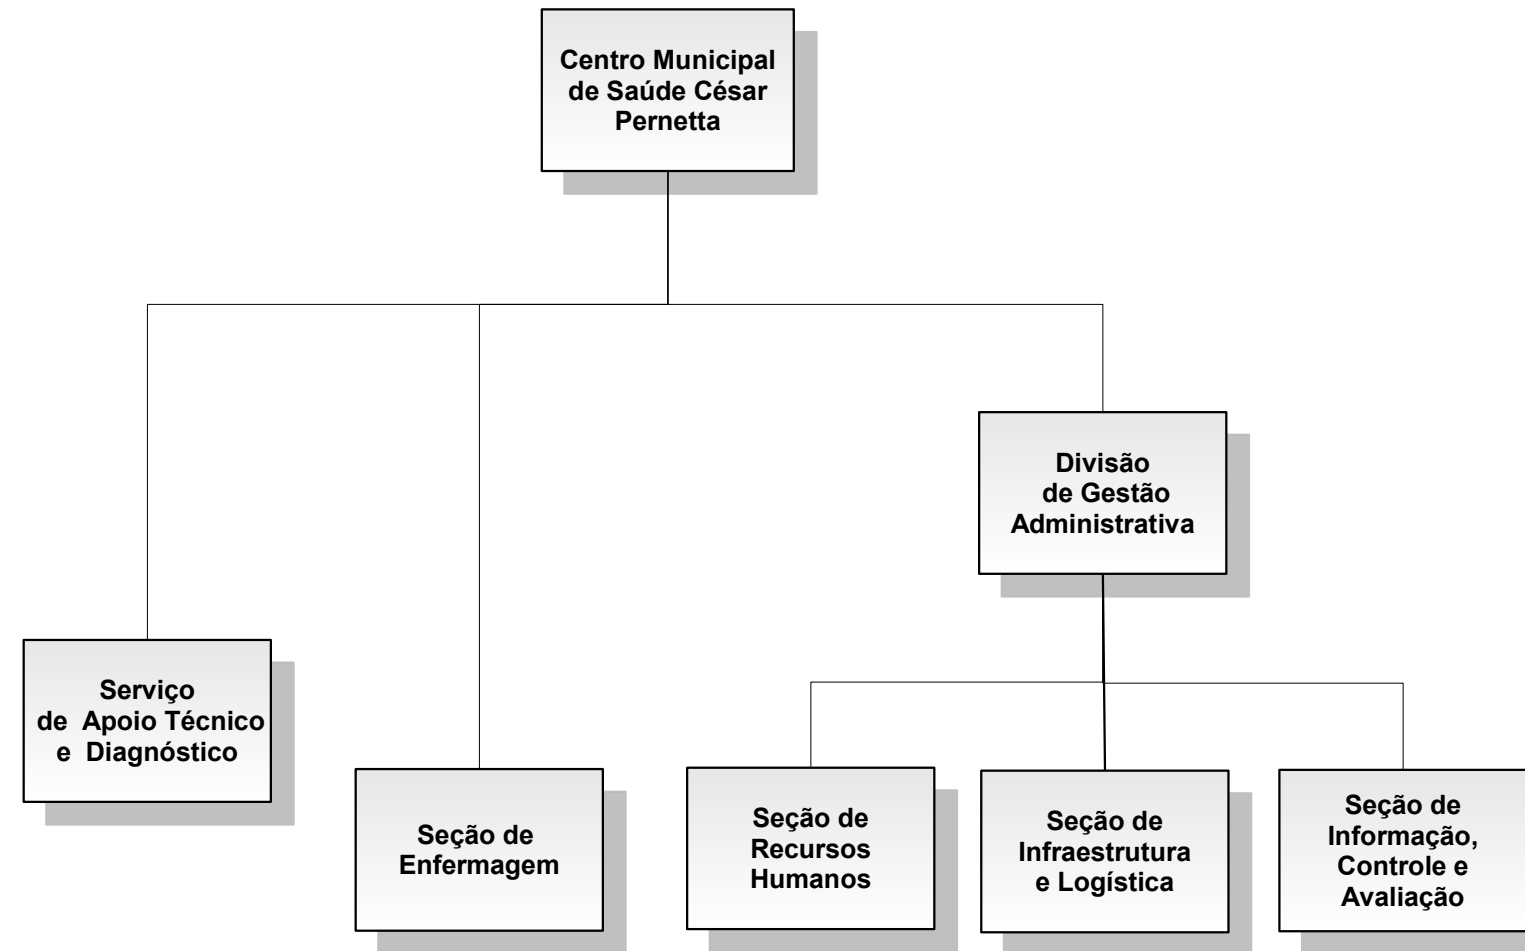 Centro Municipal
de Saúde César
Pernetta
Divisão
de Gestão
Administrativa
Serviço
de Apoio Técnico
e Diagnóstico
Seção de
Enfermagem
Seção de
Recursos
Humanos
Seção de
Infraestrutura
e Logística
Seção de
Informação,
Controle e
Avaliação